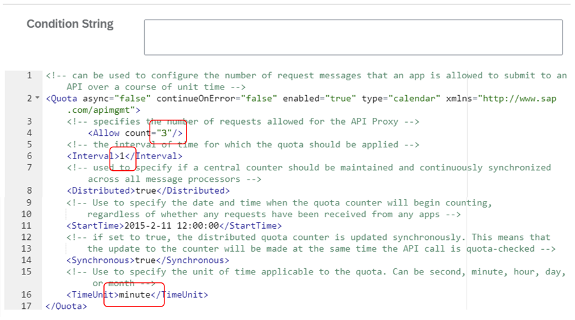 Condition String
1 <!-- can be used to configure the number of request messages that an app is allowed to submit to an
API over a course of unit time -->
2 <Quota async="false" continueOnError="false" enabled="true" type="calendar" xmlns="http://www.sap
.com/apimgmt">
3 <!-- specifies the number of requests allowed for the API Proxy -->
4 <Allow count="3"/>
5 <!-- the interval of time for which the quota should be applied -->
6 <Interval>1</Interval>
7 <!-- used to specify if a central counter should be maintained and continuously synchronized
across all message processors -->
8 <Distributed>true</Distributed>
9 <!-- Use to specify the date and time when the quota counter will begin counting,
10 regardless of whether any requests have been received from any apps -->
11 <StartTime>2015-2-11 12:00:00</StartTime>
12 <!-- if set to true, the distributed quota counter is updated synchronously. This means that
13 the update to the counter will be made at the same time the API call is quota-checked -->
14 <Synchronous>true</Synchronous>
15 <!-- Use to specify the unit of time applicable to the quota. Can be second, minute, hour, day,
or month -->
16 <TimeUnit>minute</TimeUnit>
17 </Quota>